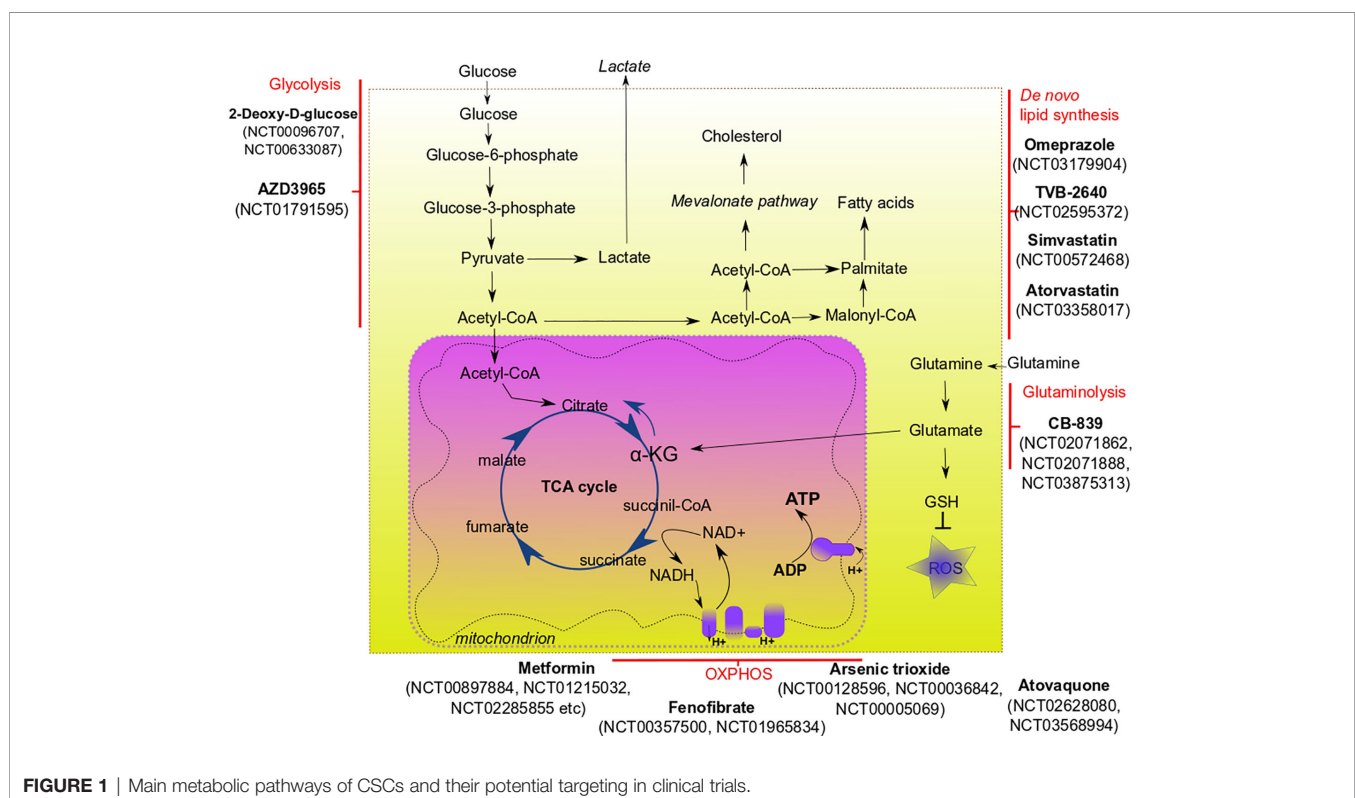 Glycolysis
2-Deoxy-D-glucose
(NCT00096707,
NCT00633087)
AZD3965
(NCT01791595)
Glucose
Lactate
Glucose
Glucose-6-phosphate
Glucose-3-phosphate
Pyruvate
Lactate
Acetyl-CoA
Cholesterol
Mevalonate pathway
Fatty acids
Acetyl-CoA
Palmitate
Acetyl-CoA
Malonyl-CoA
De novo
lipid synthesis
Omeprazole
(NCT03179904)
TVB-2640
(NCT02595372)
Simvastatin
(NCT00572468)
Atorvastatin
(NCT03358017)
Acetyl-CoA
Citrate
α-KG
malate
TCA cycle
succinil-CoA
fumarate
succinate
NAD+
NADH
ATP
ADP
H+
H+
H+
mitochondrion
Glutamine
Glutamine
Glutamate
GSH
ROS
Glutaminolysis
CB-839
(NCT02071862,
NCT02071888,
NCT03875313)
OXPHOS
Metformin
(NCT00897884, NCT01215032,
NCT02285855 etc)
Fenofibrate
(NCT00357500, NCT01965834)
Arsenic trioxide
(NCT00128596, NCT00036842,
NCT00005069)
Atovaquone
(NCT02628080,
NCT03568994)
FIGURE 1 | Main metabolic pathways of CSCs and their potential targeting in clinical trials.